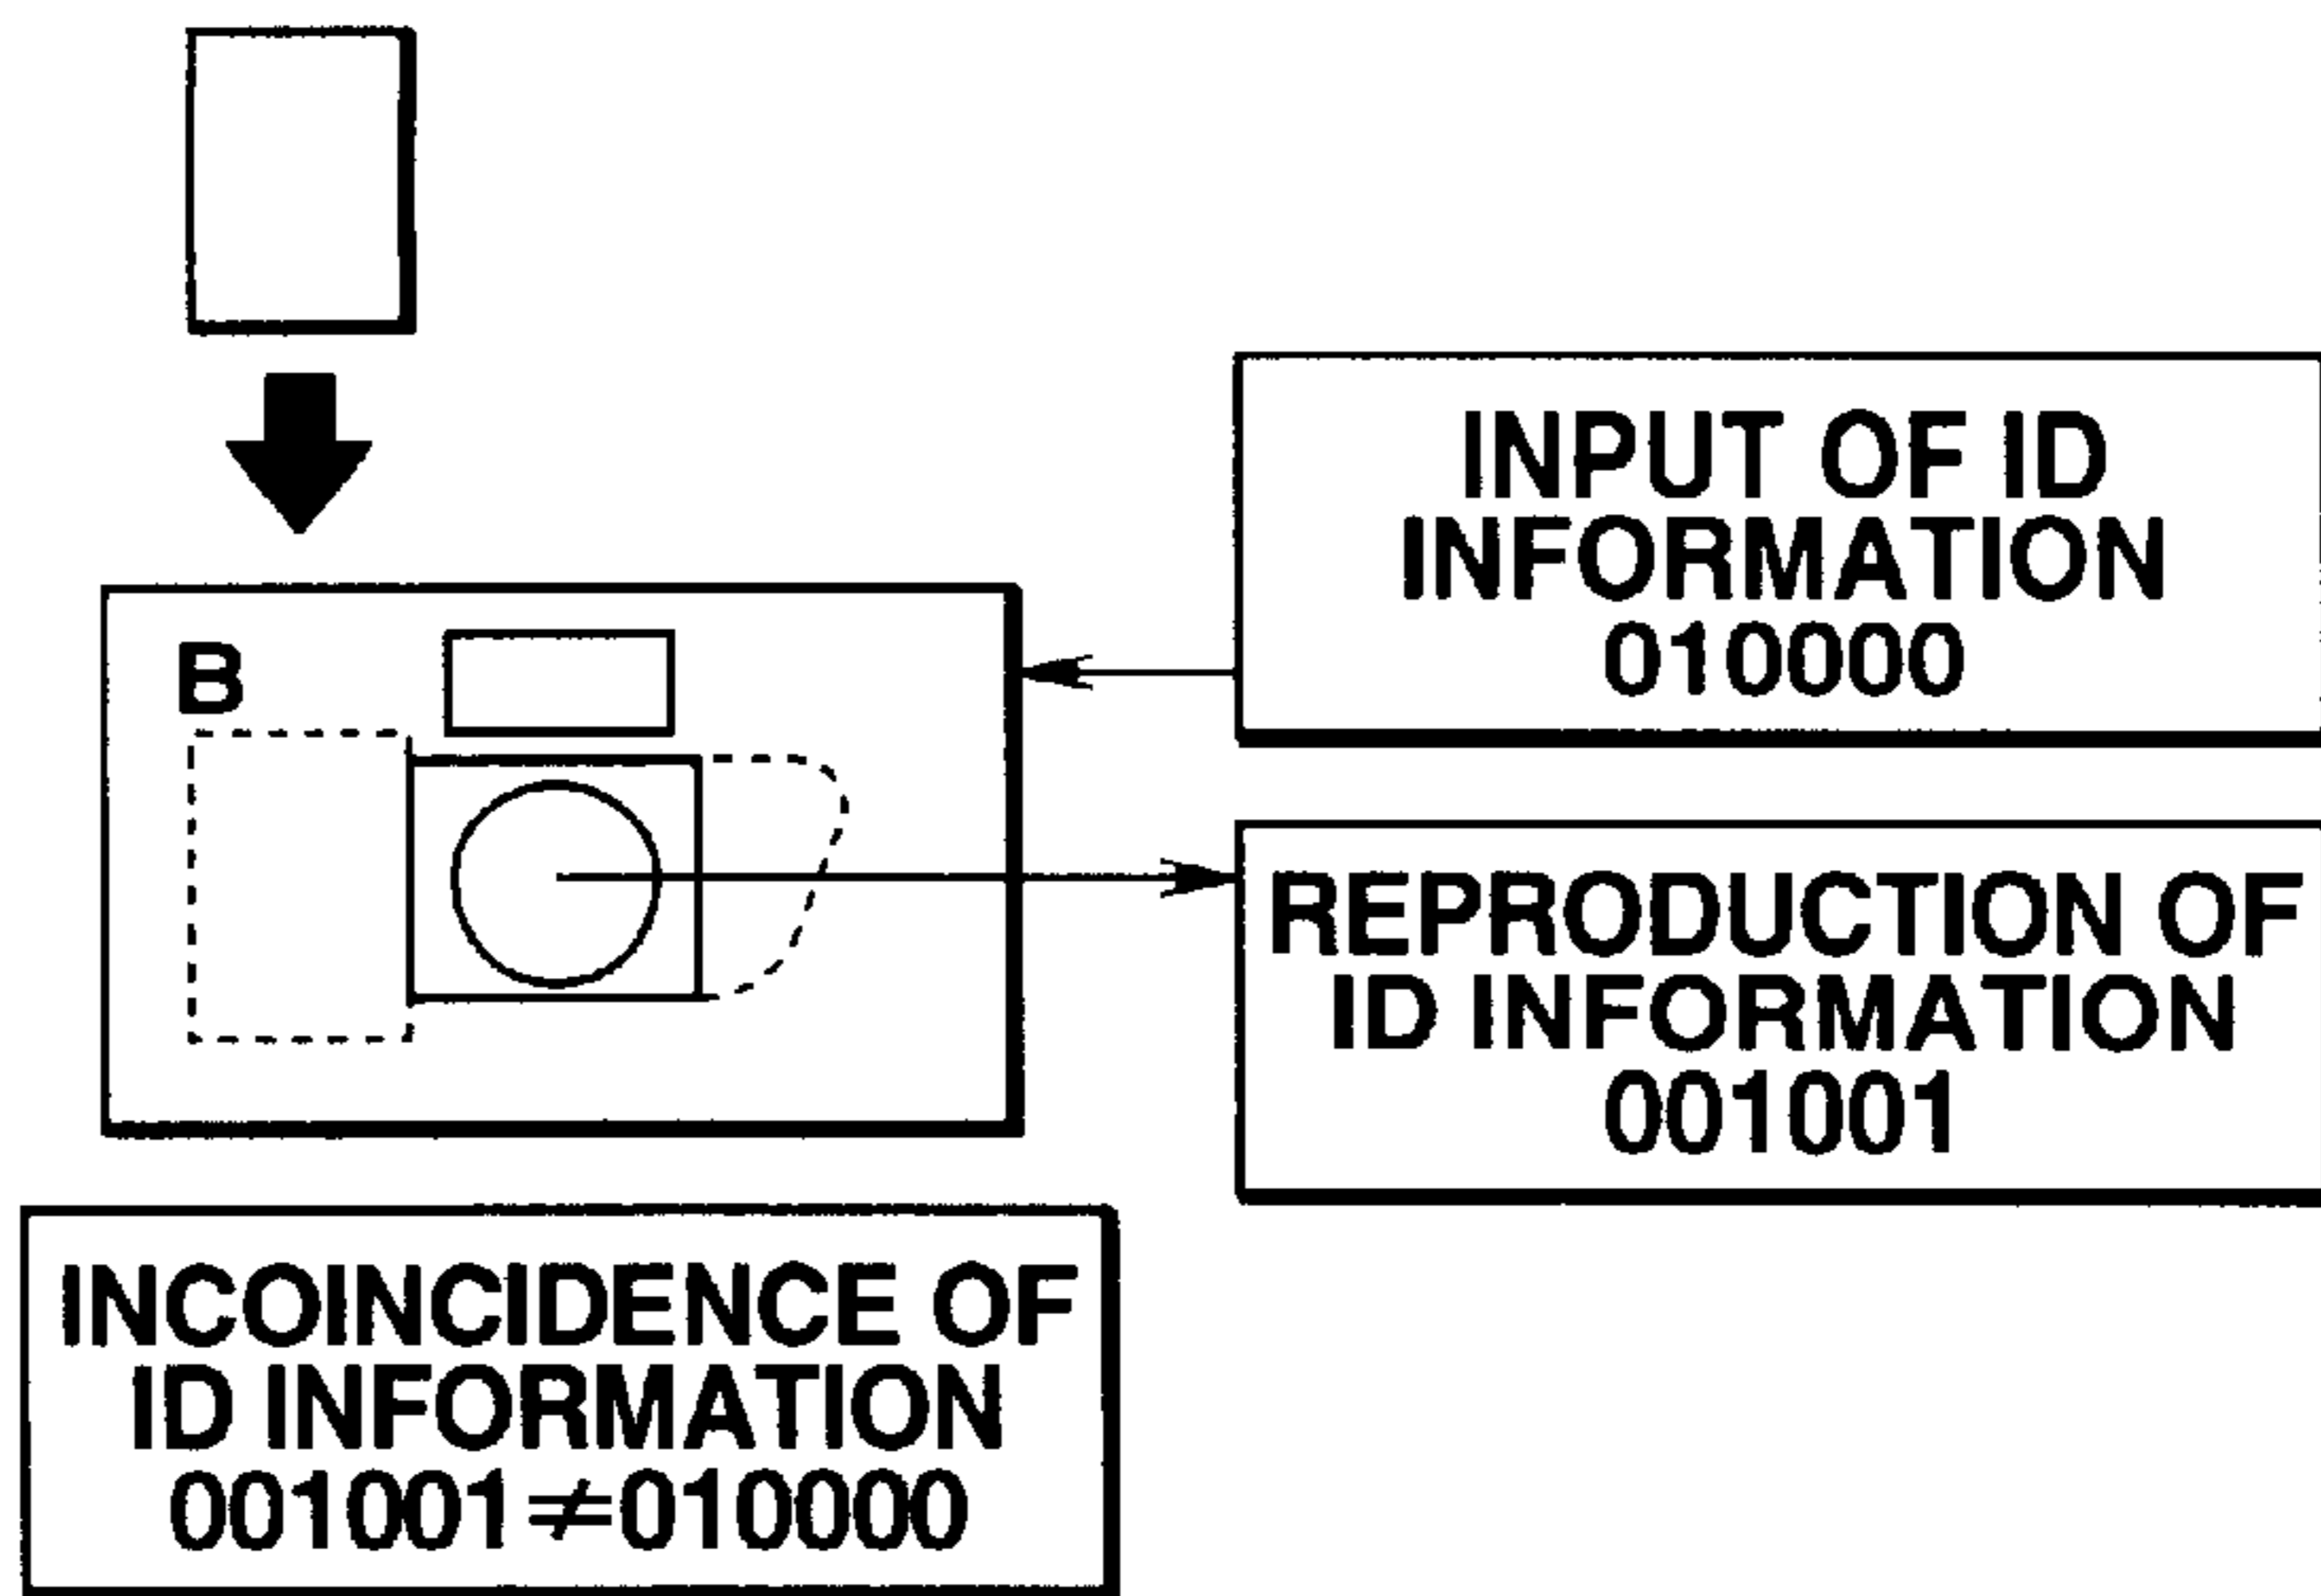 INPUT OF ID
INFORMATION
010000
B
REPRODUCTION OF
ID INFORMATION
001001
INCOINCIDENCE OF
ID INFORMATION
001001≠010000